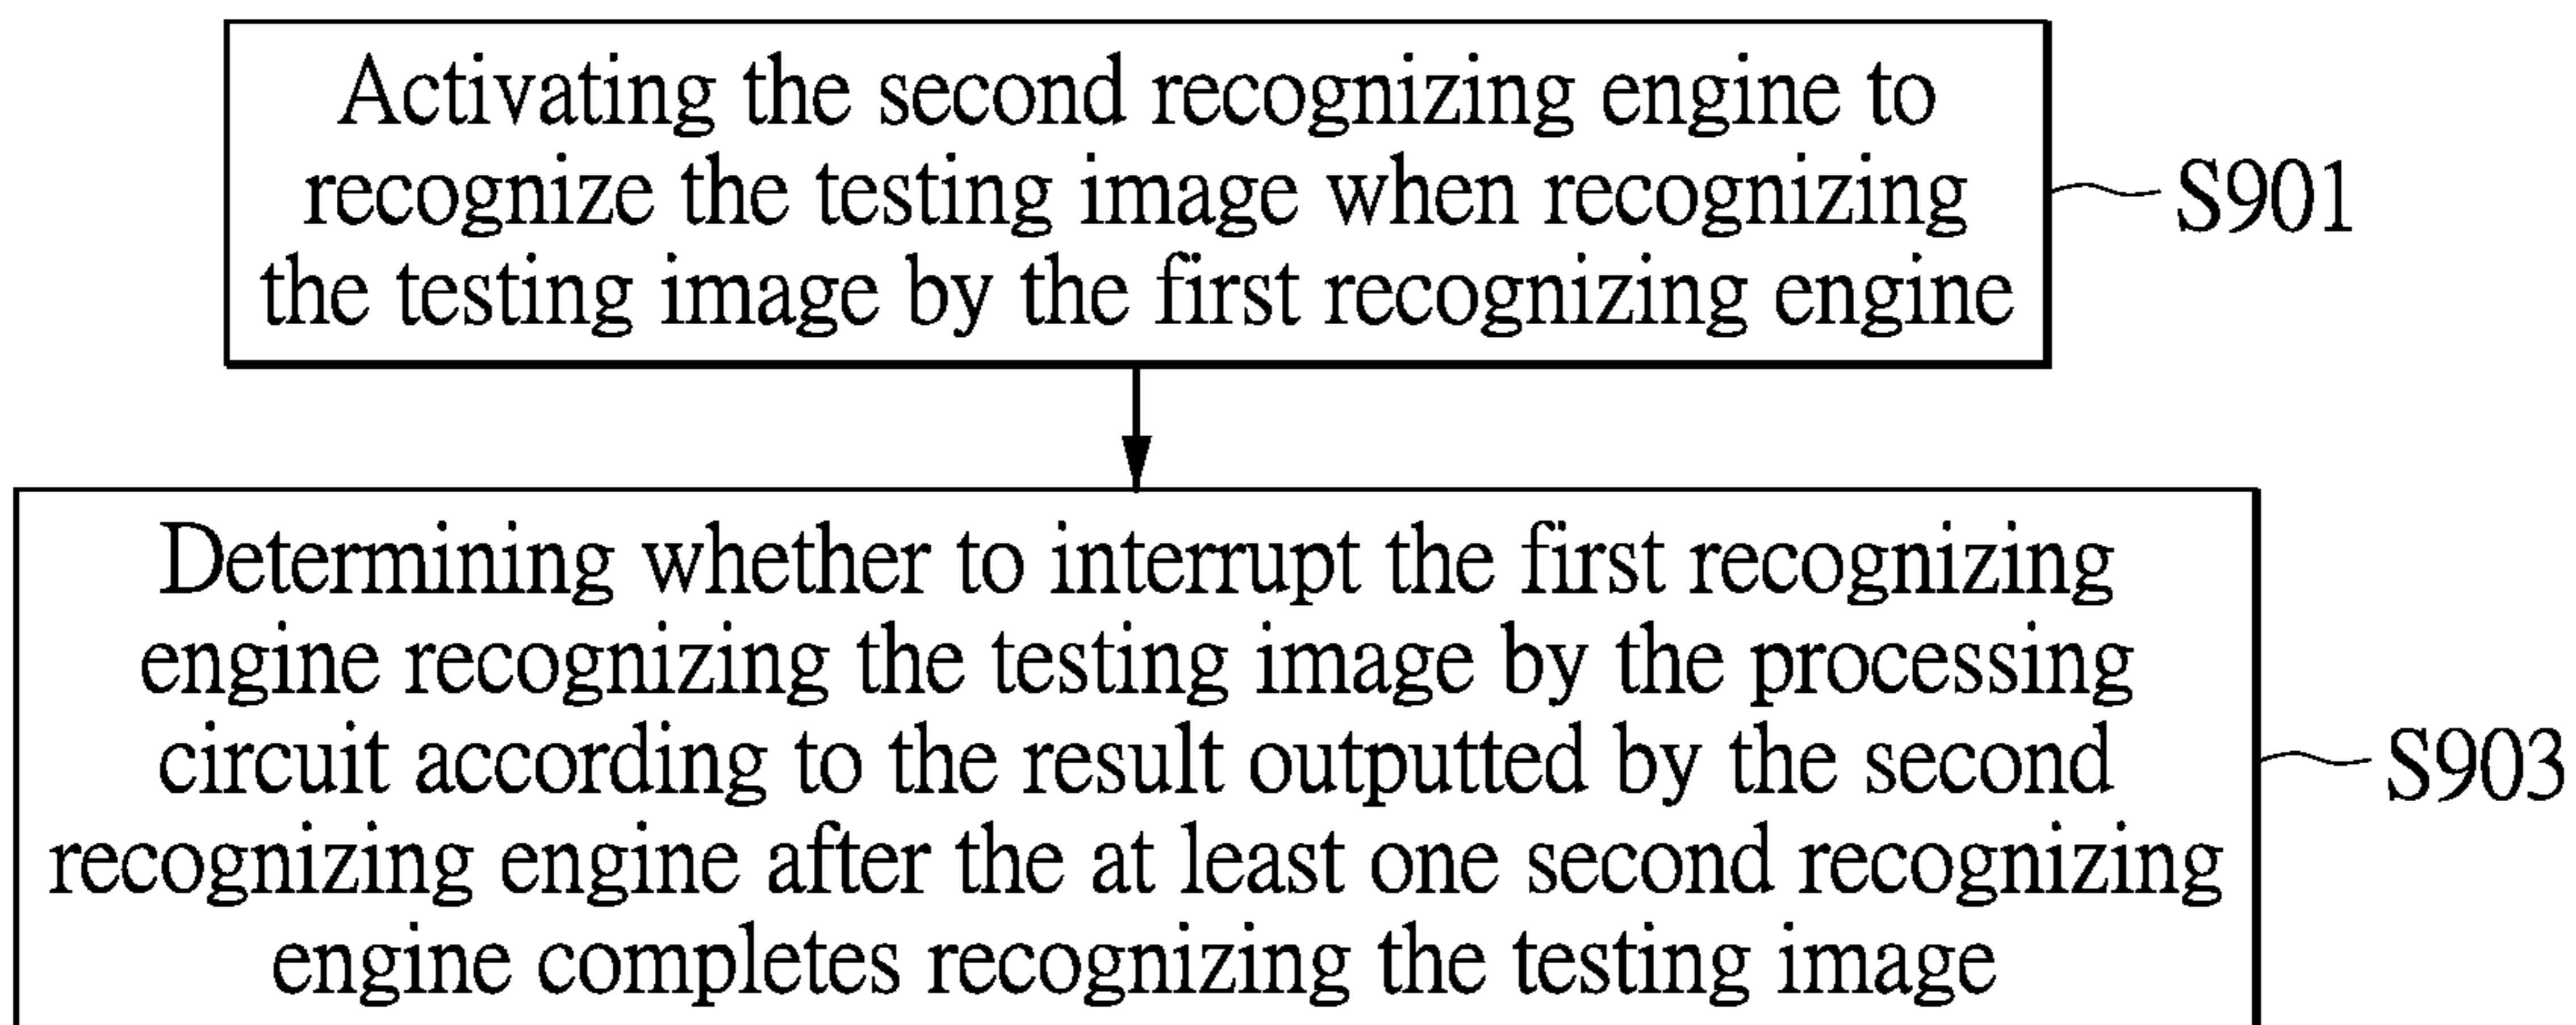 Activating the second recognizing engine to
recognize the testing image when recognizing
the testing image by the first recognizing engine
S901
Determining whether to interrupt the first recognizing
engine recognizing the testing image by the processing
circuit according to the result outputted by the second
recognizing engine after the at least one second recognizing
engine completes recognizing the testing image
S903